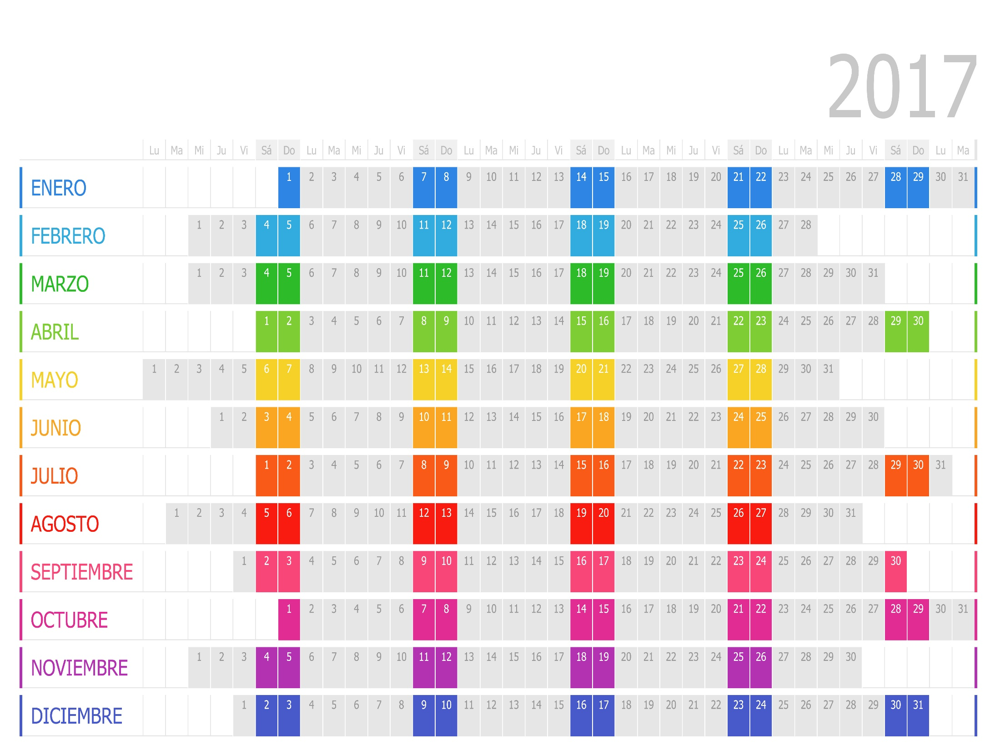 2017
Lu Ma Mi Ju Vi Sá Do Lu Ma Mi Ju Vi Sá Do Lu Ma Mi Ju Vi Sá Do Lu Ma Mi Ju Vi Sá Do Lu Ma Mi Ju Vi Sá Do Lu Ma
ENERO 1 2 3 4 5 6 7 8 9 10 11 12 13 14 15 16 17 18 19 20 21 22 23 24 25 26 27 28 29 30 31
FEBRERO 1 2 3 4 5 6 7 8 9 10 11 12 13 14 15 16 17 18 19 20 21 22 23 24 25 26 27 28
MARZO 1 2 3 4 5 6 7 8 9 10 11 12 13 14 15 16 17 18 19 20 21 22 23 24 25 26 27 28 29 30 31
ABRIL 1 2 3 4 5 6 7 8 9 10 11 12 13 14 15 16 17 18 19 20 21 22 23 24 25 26 27 28 29 30
MAYO 1 2 3 4 5 6 7 8 9 10 11 12 13 14 15 16 17 18 19 20 21 22 23 24 25 26 27 28 29 30 31
JUNIO 1 2 3 4 5 6 7 8 9 10 11 12 13 14 15 16 17 18 19 20 21 22 23 24 25 26 27 28 29 30
JULIO 1 2 3 4 5 6 7 8 9 10 11 12 13 14 15 16 17 18 19 20 21 22 23 24 25 26 27 28 29 30 31
AGOSTO 1 2 3 4 5 6 7 8 9 10 11 12 13 14 15 16 17 18 19 20 21 22 23 24 25 26 27 28 29 30 31
SEPTIEMBRE 1 2 3 4 5 6 7 8 9 10 11 12 13 14 15 16 17 18 19 20 21 22 23 24 25 26 27 28 29 30
OCTUBRE 1 2 3 4 5 6 7 8 9 10 11 12 13 14 15 16 17 18 19 20 21 22 23 24 25 26 27 28 29 30 31
NOVIEMBRE 1 2 3 4 5 6 7 8 9 10 11 12 13 14 15 16 17 18 19 20 21 22 23 24 25 26 27 28 29 30
DICIEMBRE 1 2 3 4 5 6 7 8 9 10 11 12 13 14 15 16 17 18 19 20 21 22 23 24 25 26 27 28 29 30 31